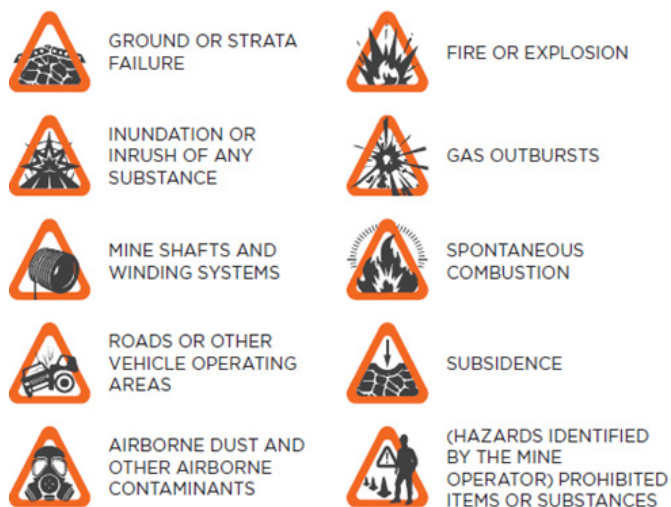 GROUND OR STRATA
FAILURE
FIRE OR EXPLOSION
INUNDATION OR
INRUSH OF ANY
SUBSTANCE
GAS OUTBURSTS
MINE SHAFTS AND
WINDING SYSTEMS
SPONTANEOUS
COMBUSTION
ROADS OR OTHER
VEHICLE OPERATING
AREAS
SUBSIDENCE
AIRBORNE DUST AND
OTHER AIRBORNE
CONTAMINANTS
(HAZARDS IDENTIFIED
BY THE MINE
OPERATOR) PROHIBITED
ITEMS OR SUBSTANCES